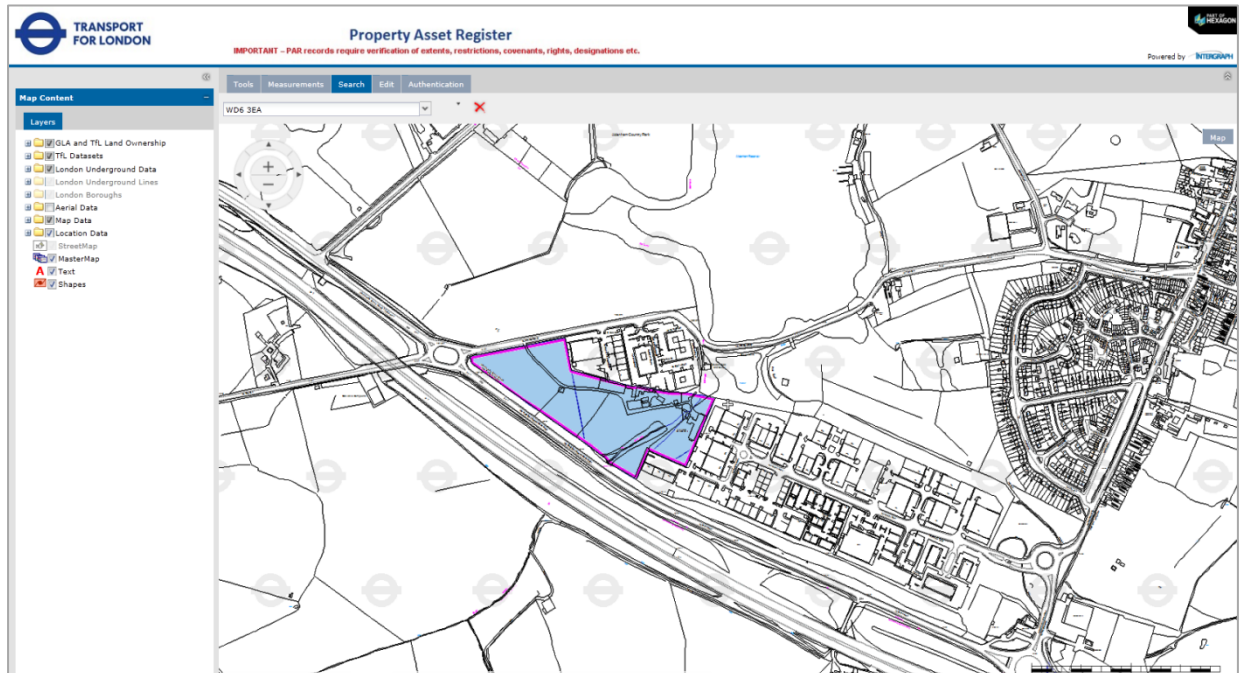 TRANSPORT
FOR LONDON
Property Asset Register
IMPORTANT – PAR records require verification of extents, restrictions, covenants, rights, designations etc.
PART OF
HEXAGON
Powered by INTERGRAPH
Tools Measurements Search Edit Authentication
Map Content
WD6 3EA
Layers
Map
GLA and TfL Land Ownership
TfL Datasets
London Underground Data
London Underground Lines
London Boroughs
Aerial Data
Map Data
Location Data
StreetMap
MasterMap
A Text
Shapes